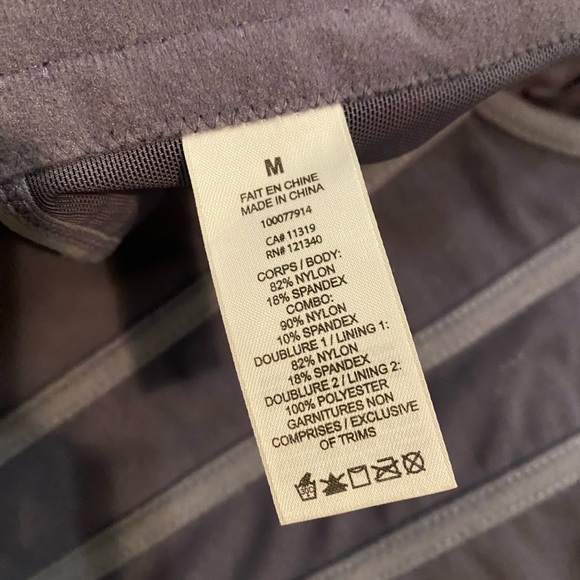 M
FAIT EN CHINE
MADE IN CHINA
100077914
CA# 11319
RN# 121340
CORPS / BODY:
82% NYLON
18% SPANDEX
COMBO:
90% NYLON
10% SPANDEX
DOUBLURE 1 / LINING 1:
82% NYLON
18% SPANDEX
DOUBLURE 2 / LINING 2:
100% POLYESTER
GARNITURES NON
COMPRISES / EXCLUSIVE
OF TRIMS